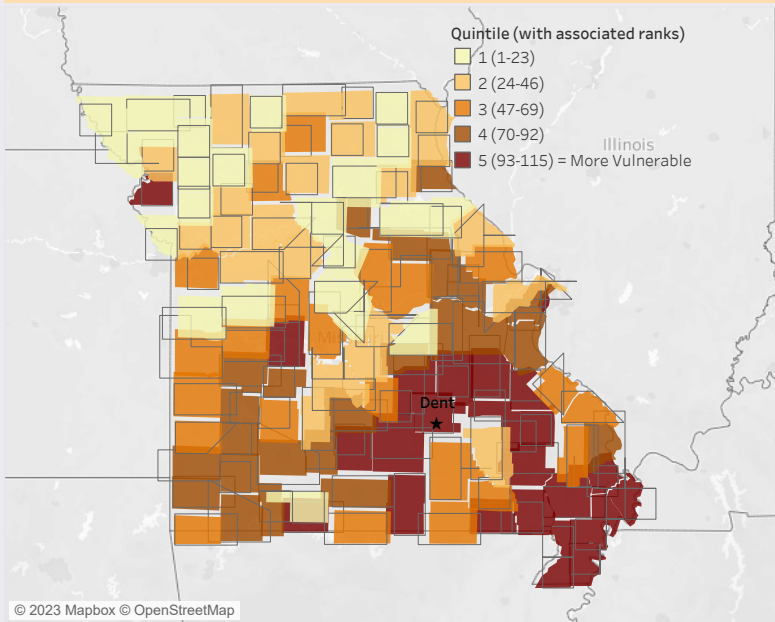 Quintile (with associated ranks)
1 (1-23)
2 (24-46)
3 (47-69)
4 (70-92)
5 (93-115) = More Vulnerable
Illinois
Dent
© 2023 Mapbox © OpenStreetMap